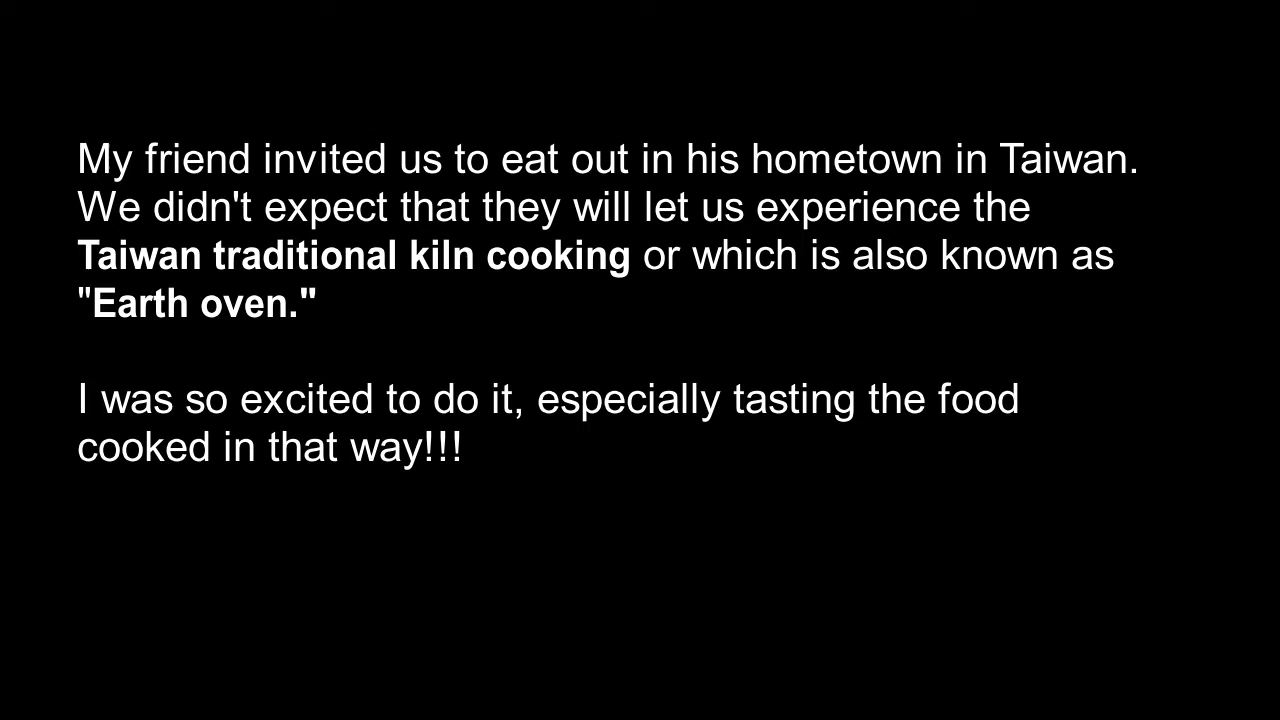 My friend invited us to eat out in his hometown in Taiwan.
We didn't expect that they will let us experience the
Taiwan traditional kiln cooking or which is also known as
"Earth oven."
I was so excited to do it, especially tasting the food
cooked in that way!!!